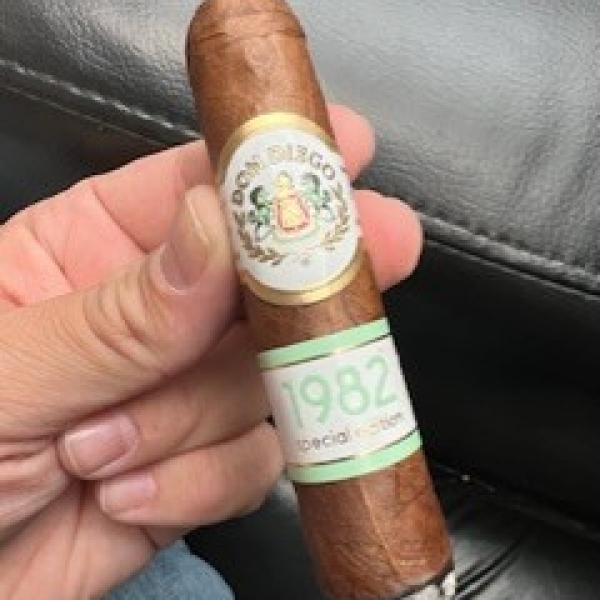 DON DIEGO
1982
special edition